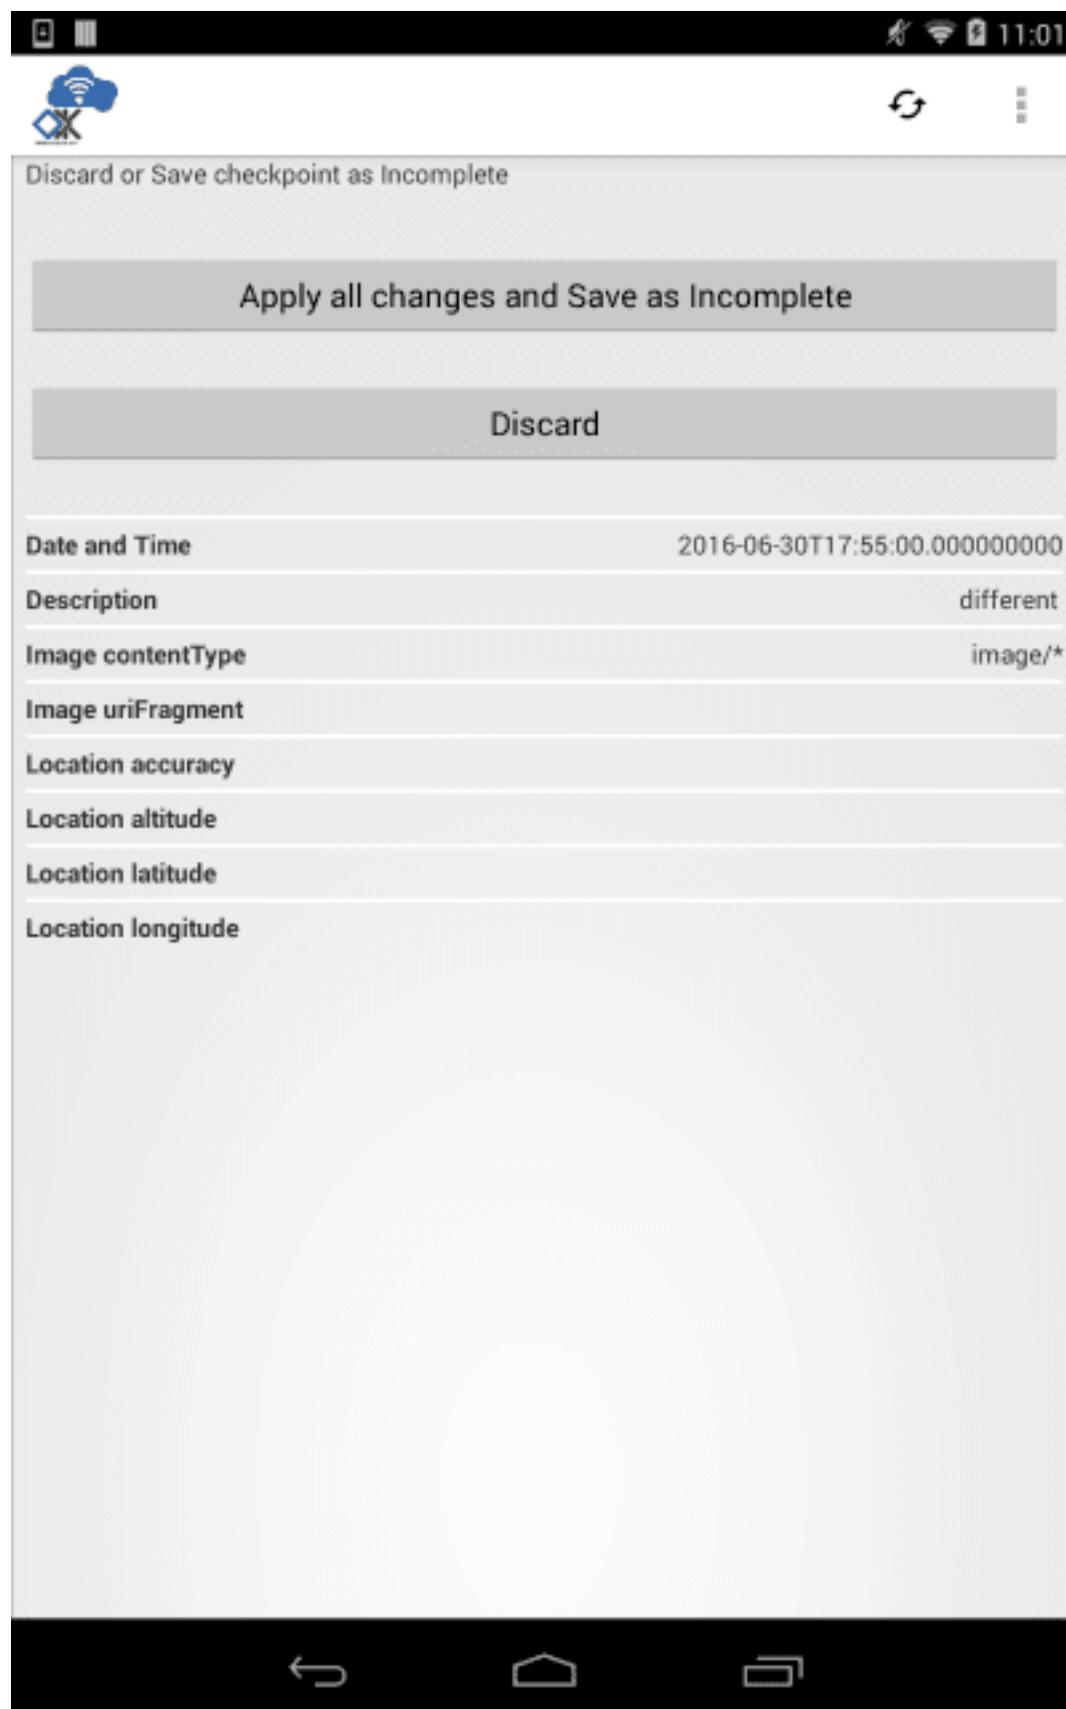 11:01
Discard or Save checkpoint as Incomplete
Apply all changes and Save as Incomplete
Discard
Date and Time 2016-06-30T17:55:00.000000000
Description different
Image contentType image/*
Image uriFragment
Location accuracy
Location altitude
Location latitude
Location longitude